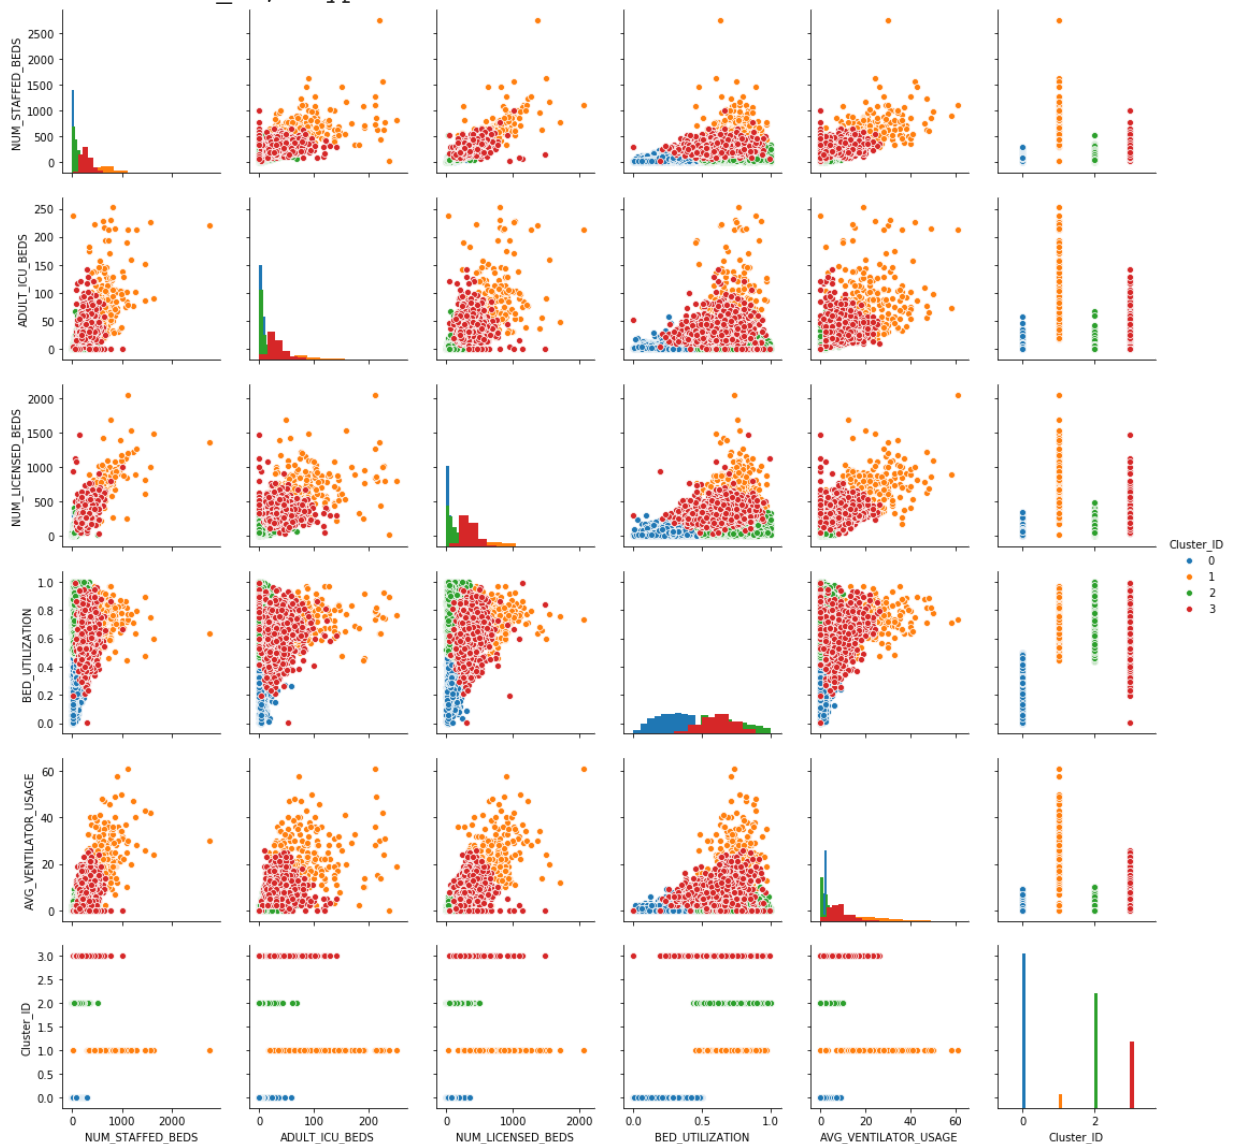 2500
2000
1500
1000
500
0
NUM_STAFFED_BEDS
250
200
150
100
50
0
ADULT_ICU_BEDS
2000
1500
1000
500
0
NUM_LICENSED_BEDS
Cluster_ID
0
1
2
3
1.0
0.8
0.6
0.4
0.2
0.0
BED_UTILIZATION
60
40
20
0
AVG_VENTILATOR_USAGE
3.0
2.5
2.0
1.5
1.0
0.5
0.0
Cluster_ID
0 1000 2000
0 100 200
0 1000 2000
0.0 0.5 1.0
0 20 40 60
0 2
NUM_STAFFED_BEDS
ADULT_ICU_BEDS
NUM_LICENSED_BEDS
BED_UTILIZATION
AVG_VENTILATOR_USAGE
Cluster_ID